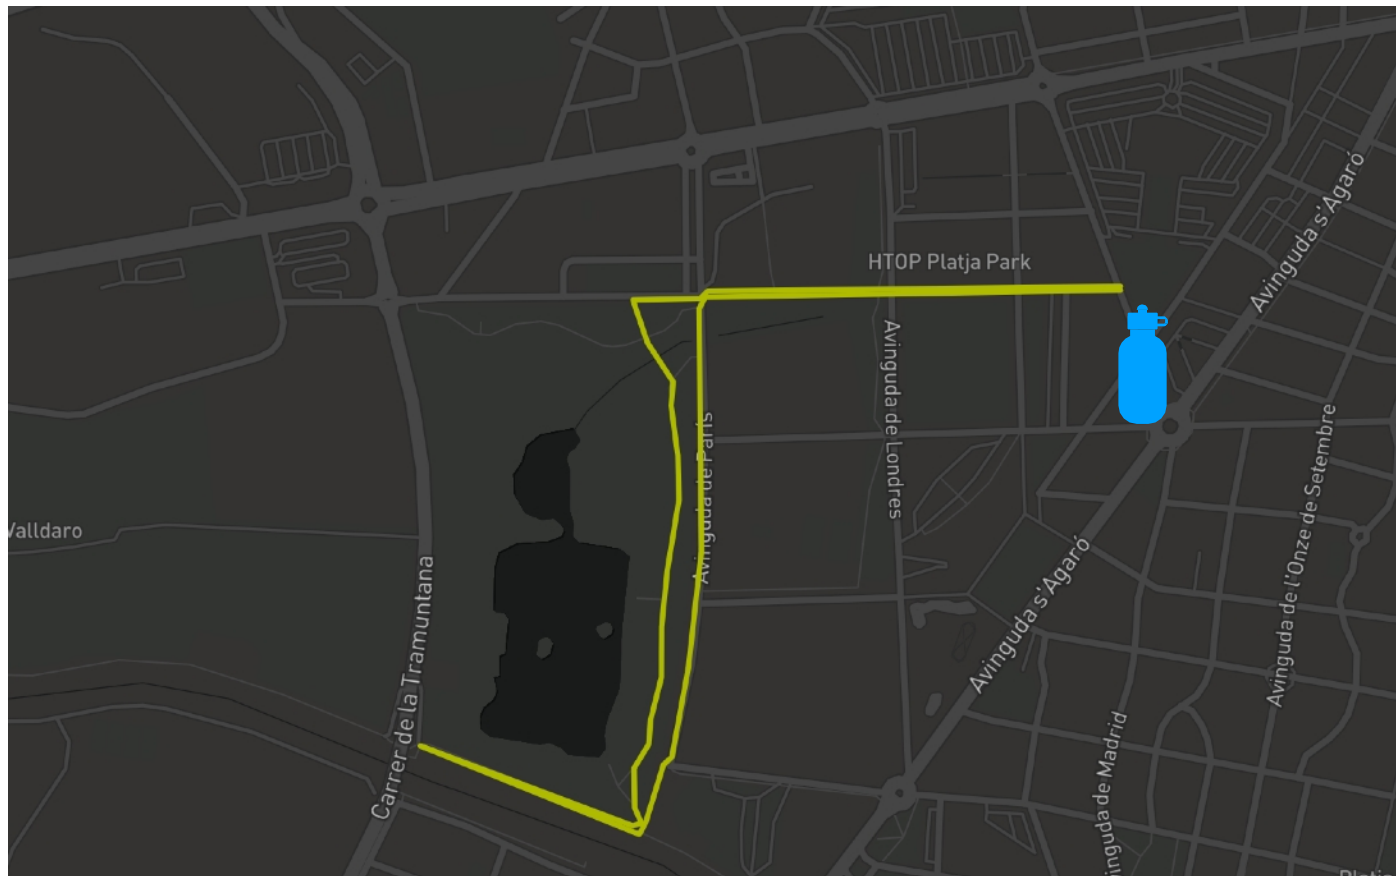 HTOP Platja Park
Avinguda s'Agaró
Avinguda de Londres
Avinguda de París
Avinguda de l'Onze de Setembre
Valldaro
Carrer de la Tramuntana
Avinguda s'Agaró
Avinguda de Madrid